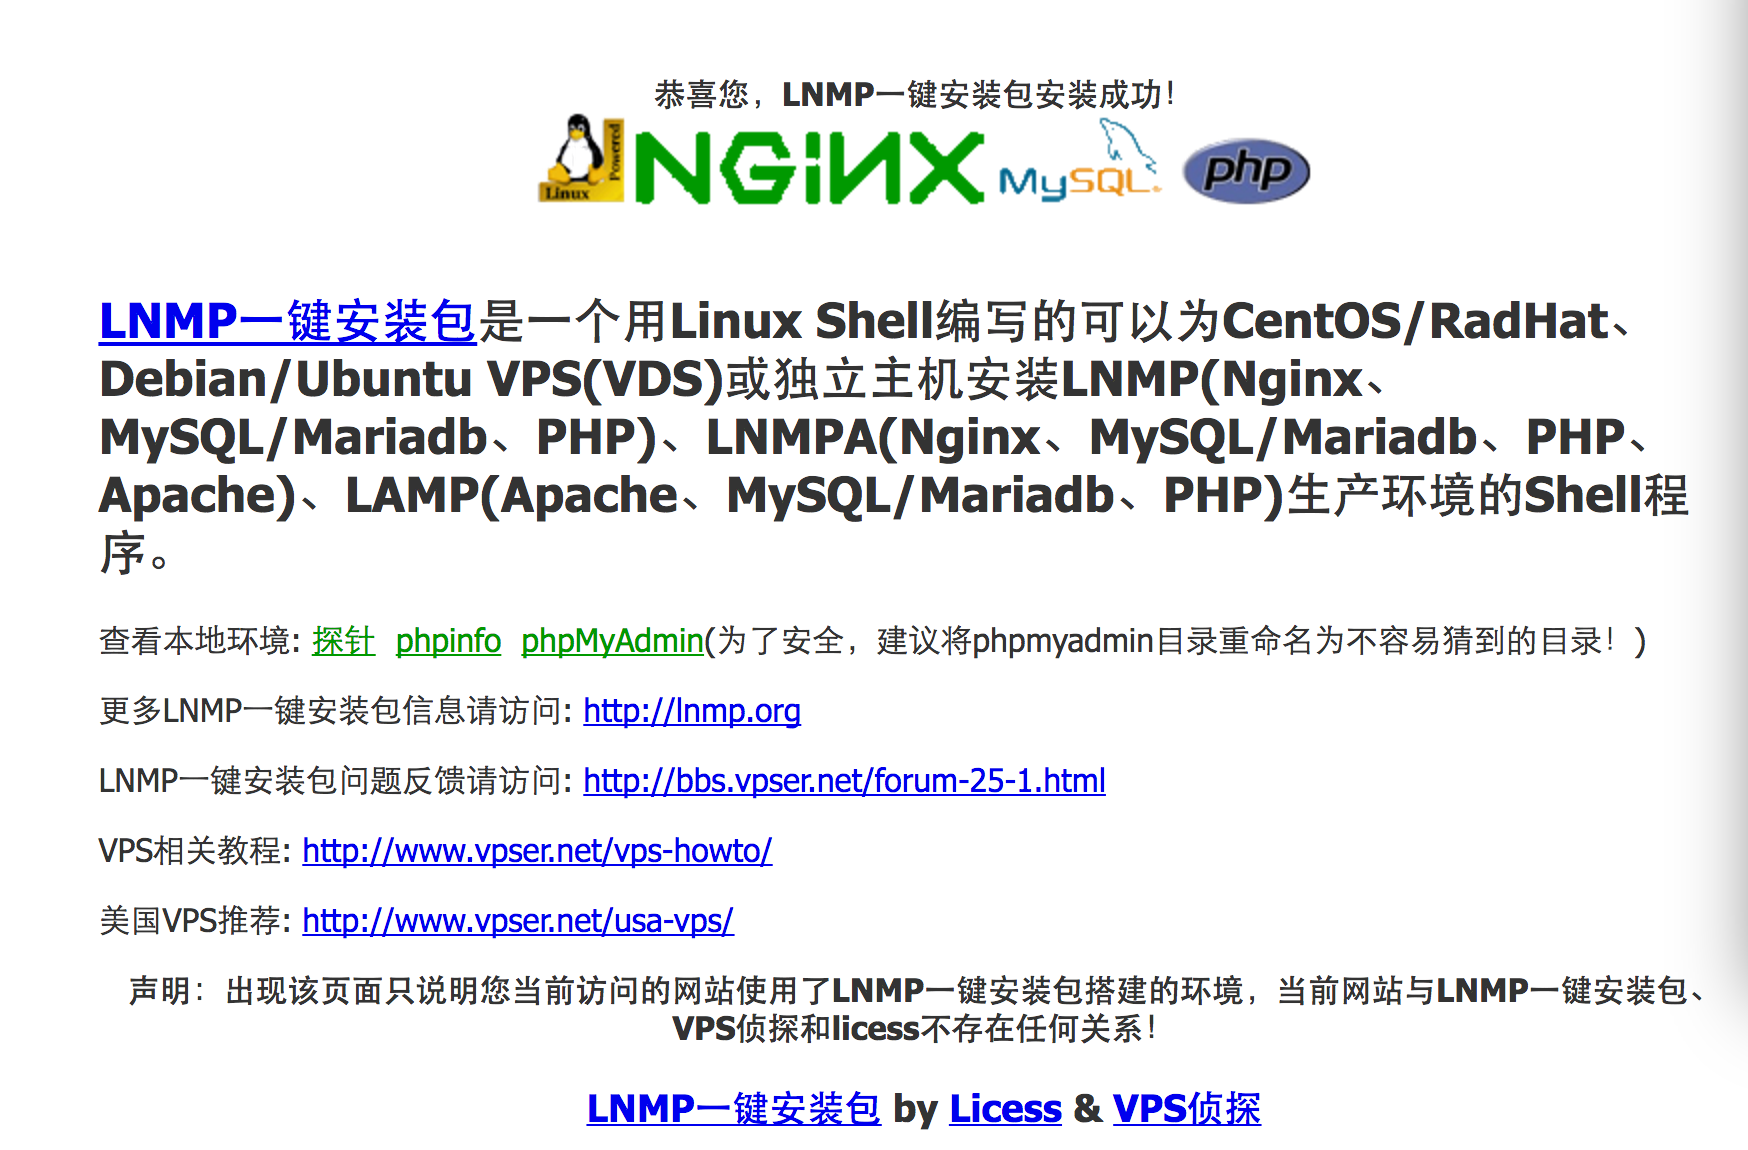 恭喜您，LNMP一键安装包安装成功！
Linux Powered NGiNX MySQL php
LNMP一键安装包是一个用Linux Shell编写的可以为CentOS/RadHat、
Debian/Ubuntu VPS(VDS)或独立主机安装LNMP(Nginx、
MySQL/Mariadb、PHP)、LNMPA(Nginx、MySQL/Mariadb、PHP、
Apache)、LAMP(Apache、MySQL/Mariadb、PHP)生产环境的Shell程
序。
查看本地环境: 探针 phpinfo phpMyAdmin(为了安全，建议将phpmyadmin目录重命名为不容易猜到的目录！)
更多LNMP一键安装包信息请访问: http://lnmp.org
LNMP一键安装包问题反馈请访问: http://bbs.vpser.net/forum-25-1.html
VPS相关教程: http://www.vpser.net/vps-howto/
美国VPS推荐: http://www.vpser.net/usa-vps/
声明：出现该页面只说明您当前访问的网站使用了LNMP一键安装包搭建的环境，当前网站与LNMP一键安装包、
VPS侦探和licess不存在任何关系！
LNMP一键安装包 by Licess & VPS侦探